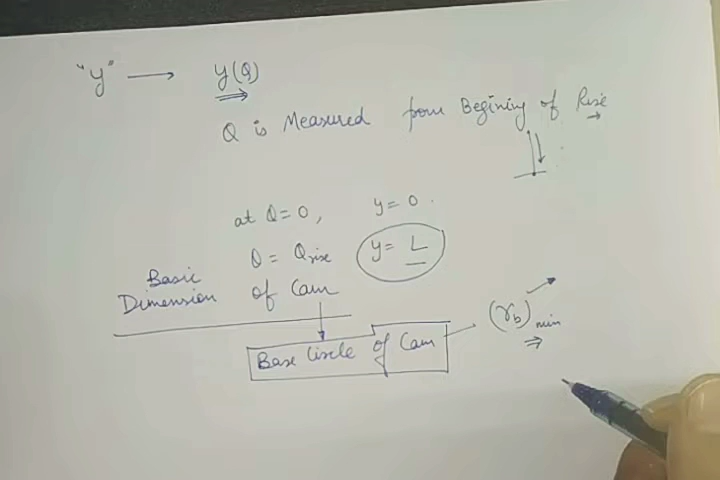 "y" → y(θ)
θ is Measured from Begining of Rise →
at θ=0, y=0.
θ = θrise y= L
Basic
Dimension of Cam
Base Circle of Cam (rb)min